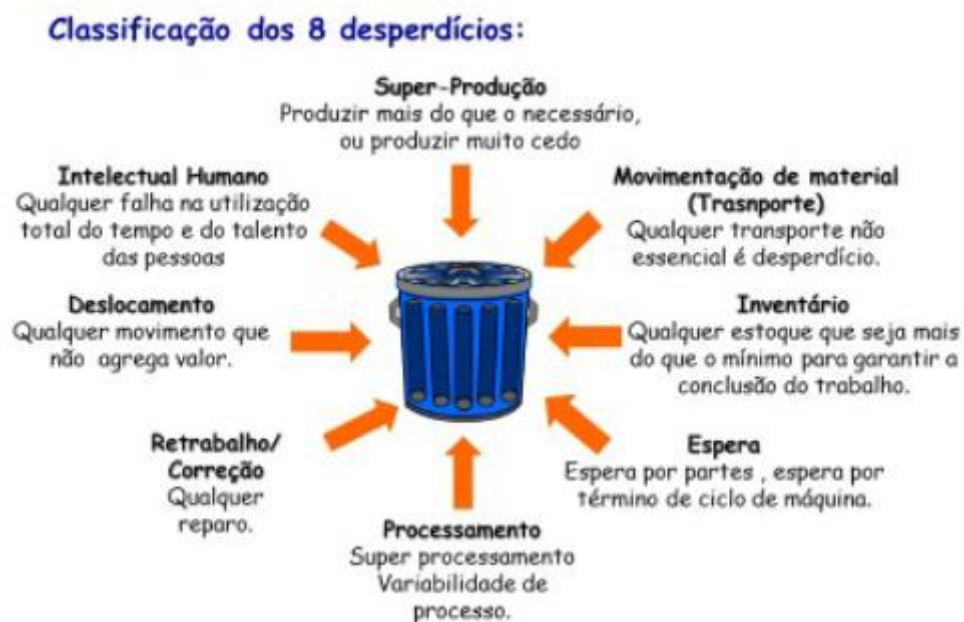 Classificação dos 8 desperdícios:
Super-Produção
Produzir mais do que o necessário,
ou produzir muito cedo
Intelectual Humano
Qualquer falha na utilização
total do tempo e do talento
das pessoas
Movimentação de material
(Trasnporte)
Qualquer transporte não
essencial é desperdício.
Deslocamento
Qualquer movimento que
não agrega valor.
Inventário
Qualquer estoque que seja mais
do que o mínimo para garantir a
conclusão do trabalho.
Retrabalho/
Correção
Qualquer
reparo.
Espera
Espera por partes , espera por
término de ciclo de máquina.
Processamento
Super processamento
Variabilidade de
processo.